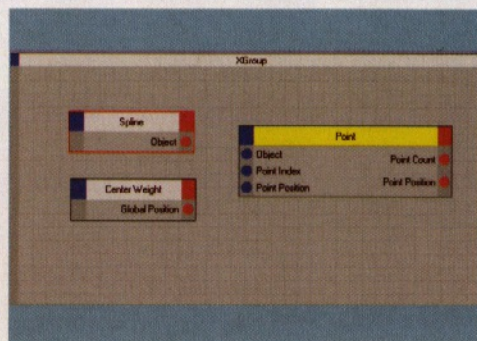 XGroup
Spline
Object
Center Weight
Global Position
Point
Object
Point Index
Point Position
Point Count
Point Position